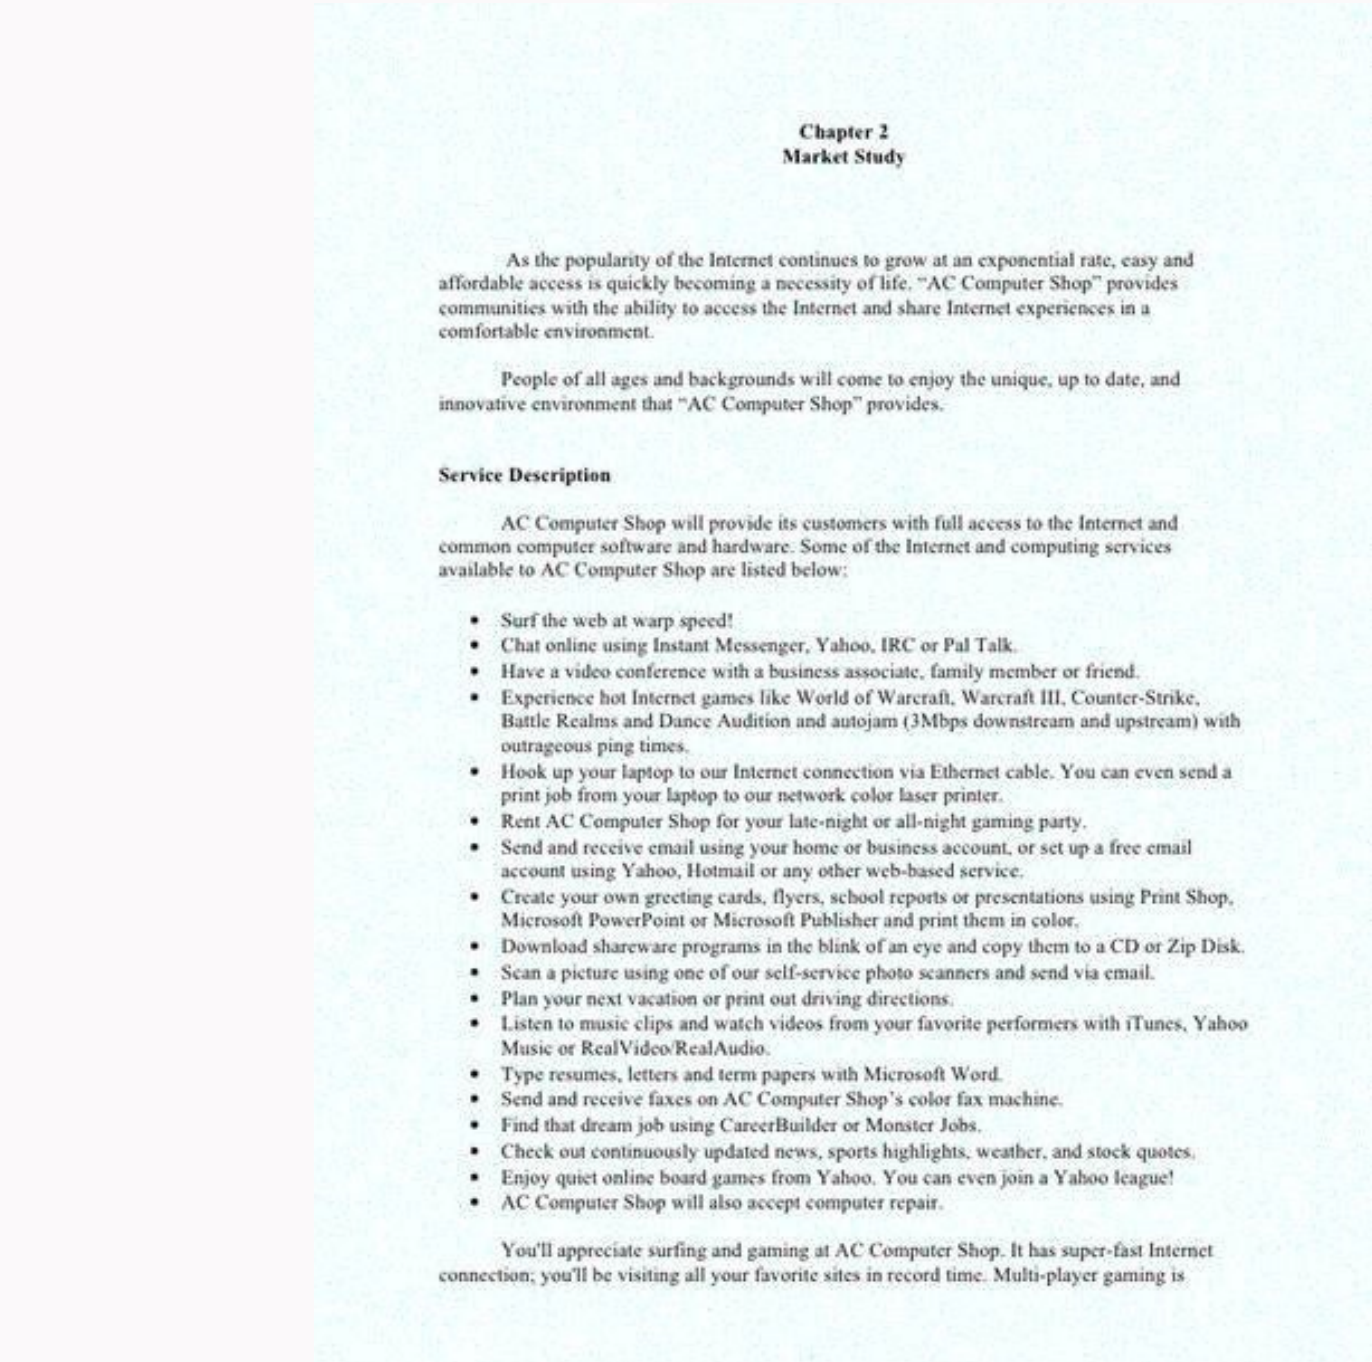 Chapter 2
Market Study
As the popularity of the Internet continues to grow at an exponential rate, easy and
affordable access is quickly becoming a necessity of life. “AC Computer Shop” provides
communities with the ability to access the Internet and share Internet experiences in a
comfortable environment.
People of all ages and backgrounds will come to enjoy the unique, up to date, and
innovative environment that “AC Computer Shop” provides.
Service Description
AC Computer Shop will provide its customers with full access to the Internet and
common computer software and hardware. Some of the Internet and computing services
available to AC Computer Shop are listed below:
• Surf the web at warp speed!
• Chat online using Instant Messenger, Yahoo, IRC or Pal Talk.
• Have a video conference with a business associate, family member or friend.
• Experience hot Internet games like World of Warcraft, Warcraft III, Counter-Strike,
Battle Realms and Dance Audition and autojam (3Mbps downstream and upstream) with
outrageous ping times.
• Hook up your laptop to our Internet connection via Ethernet cable. You can even send a
print job from your laptop to our network color laser printer.
• Rent AC Computer Shop for your late-night or all-night gaming party.
• Send and receive email using your home or business account, or set up a free email
account using Yahoo, Hotmail or any other web-based service.
• Create your own greeting cards, flyers, school reports or presentations using Print Shop,
Microsoft PowerPoint or Microsoft Publisher and print them in color.
• Download shareware programs in the blink of an eye and copy them to a CD or Zip Disk.
• Scan a picture using one of our self-service photo scanners and send via email.
• Plan your next vacation or print out driving directions.
• Listen to music clips and watch videos from your favorite performers with iTunes, Yahoo
Music or RealVideo/RealAudio.
• Type resumes, letters and term papers with Microsoft Word.
• Send and receive faxes on AC Computer Shop’s color fax machine.
• Find that dream job using CareerBuilder or Monster Jobs.
• Check out continuously updated news, sports highlights, weather, and stock quotes.
• Enjoy quiet online board games from Yahoo. You can even join a Yahoo league!
• AC Computer Shop will also accept computer repair.
You'll appreciate surfing and gaming at AC Computer Shop. It has super-fast Internet
connection; you'll be visiting all your favorite sites in record time. Multi-player gaming is